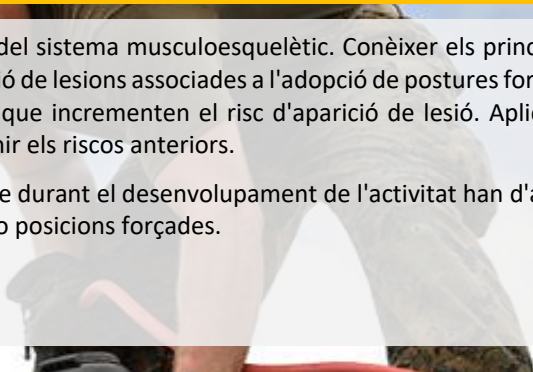 del sistema musculoesquelètic. Conèixer els princ
ió de lesions associades a l'adopció de postures for
que incrementen el risc d'aparició de lesió. Aplic
nir els riscos anteriors.
e durant el desenvolupament de l'activitat han d'a
o posicions forçades.